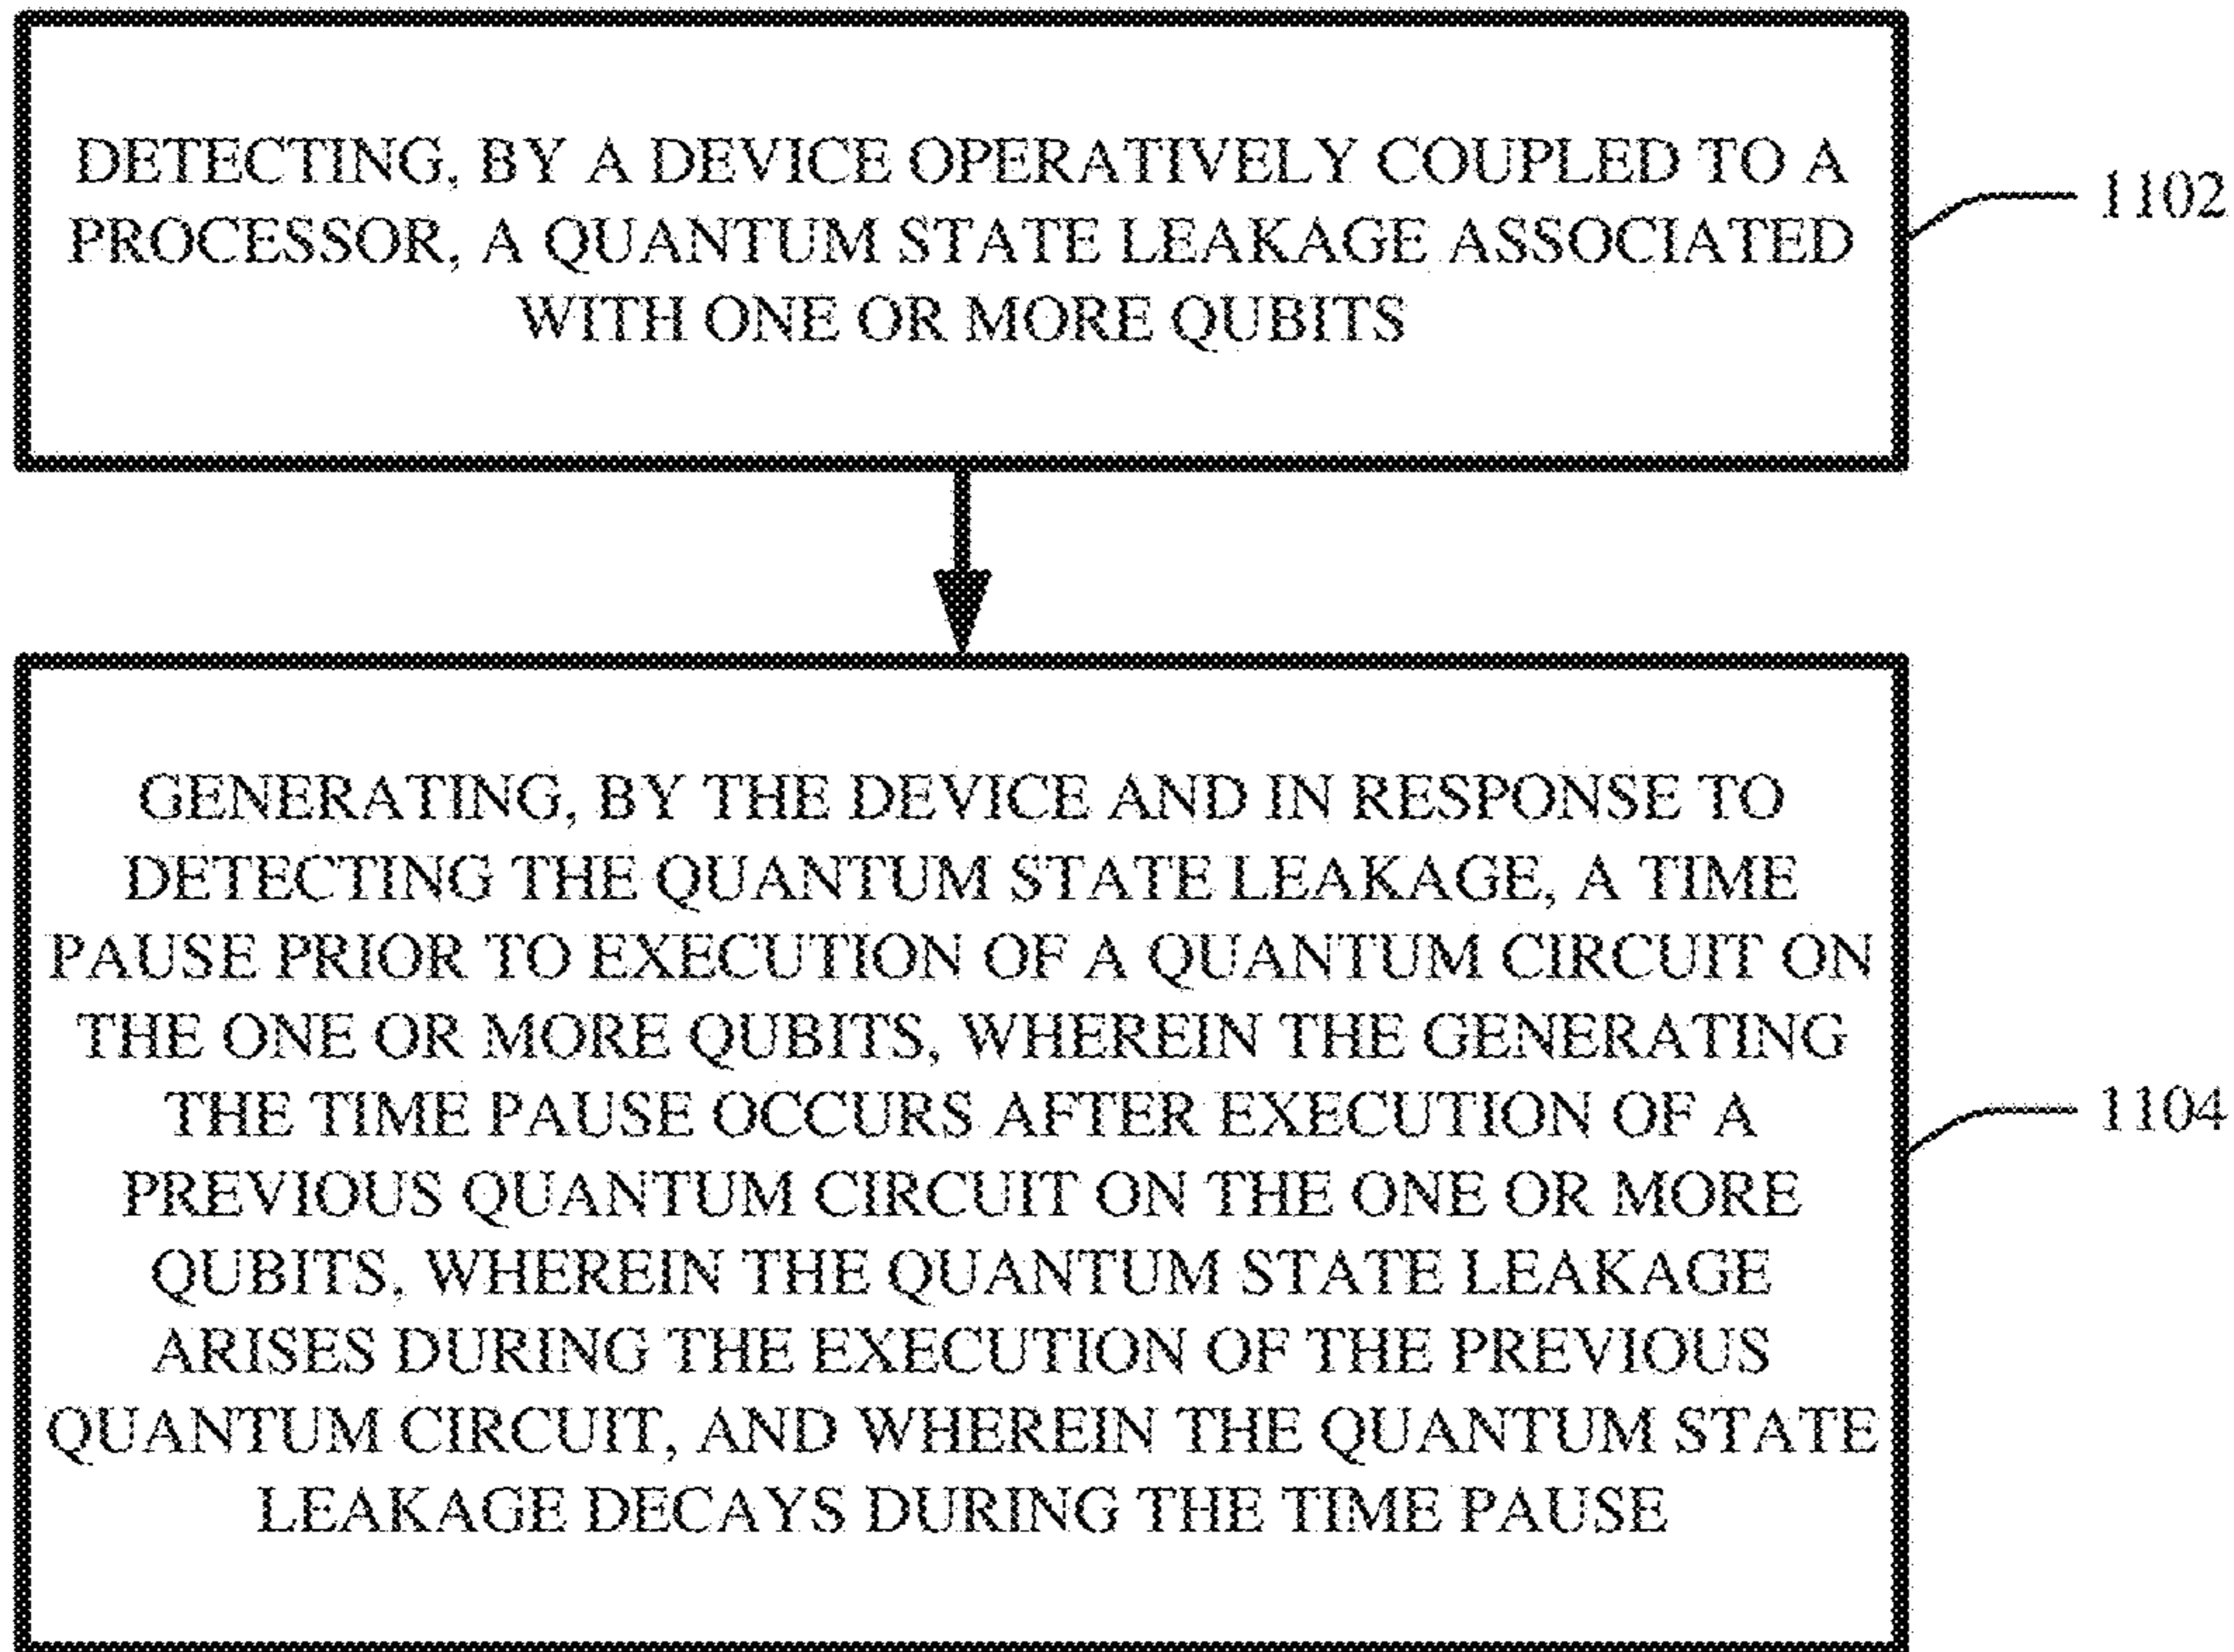 DETECTING, BY A DEVICE OPERATIVELY COUPLED TO A
PROCESSOR, A QUANTUM STATE LEAKAGE ASSOCIATED
WITH ONE OR MORE QUBITS
1102
GENERATING, BY THE DEVICE AND IN RESPONSE TO
DETECTING THE QUANTUM STATE LEAKAGE, A TIME
PAUSE PRIOR TO EXECUTION OF A QUANTUM CIRCUIT ON
THE ONE OR MORE QUBITS, WHEREIN THE GENERATING
THE TIME PAUSE OCCURS AFTER EXECUTION OF A
PREVIOUS QUANTUM CIRCUIT ON THE ONE OR MORE
QUBITS, WHEREIN THE QUANTUM STATE LEAKAGE
ARISES DURING THE EXECUTION OF THE PREVIOUS
QUANTUM CIRCUIT, AND WHEREIN THE QUANTUM STATE
LEAKAGE DECAYS DURING THE TIME PAUSE
1104